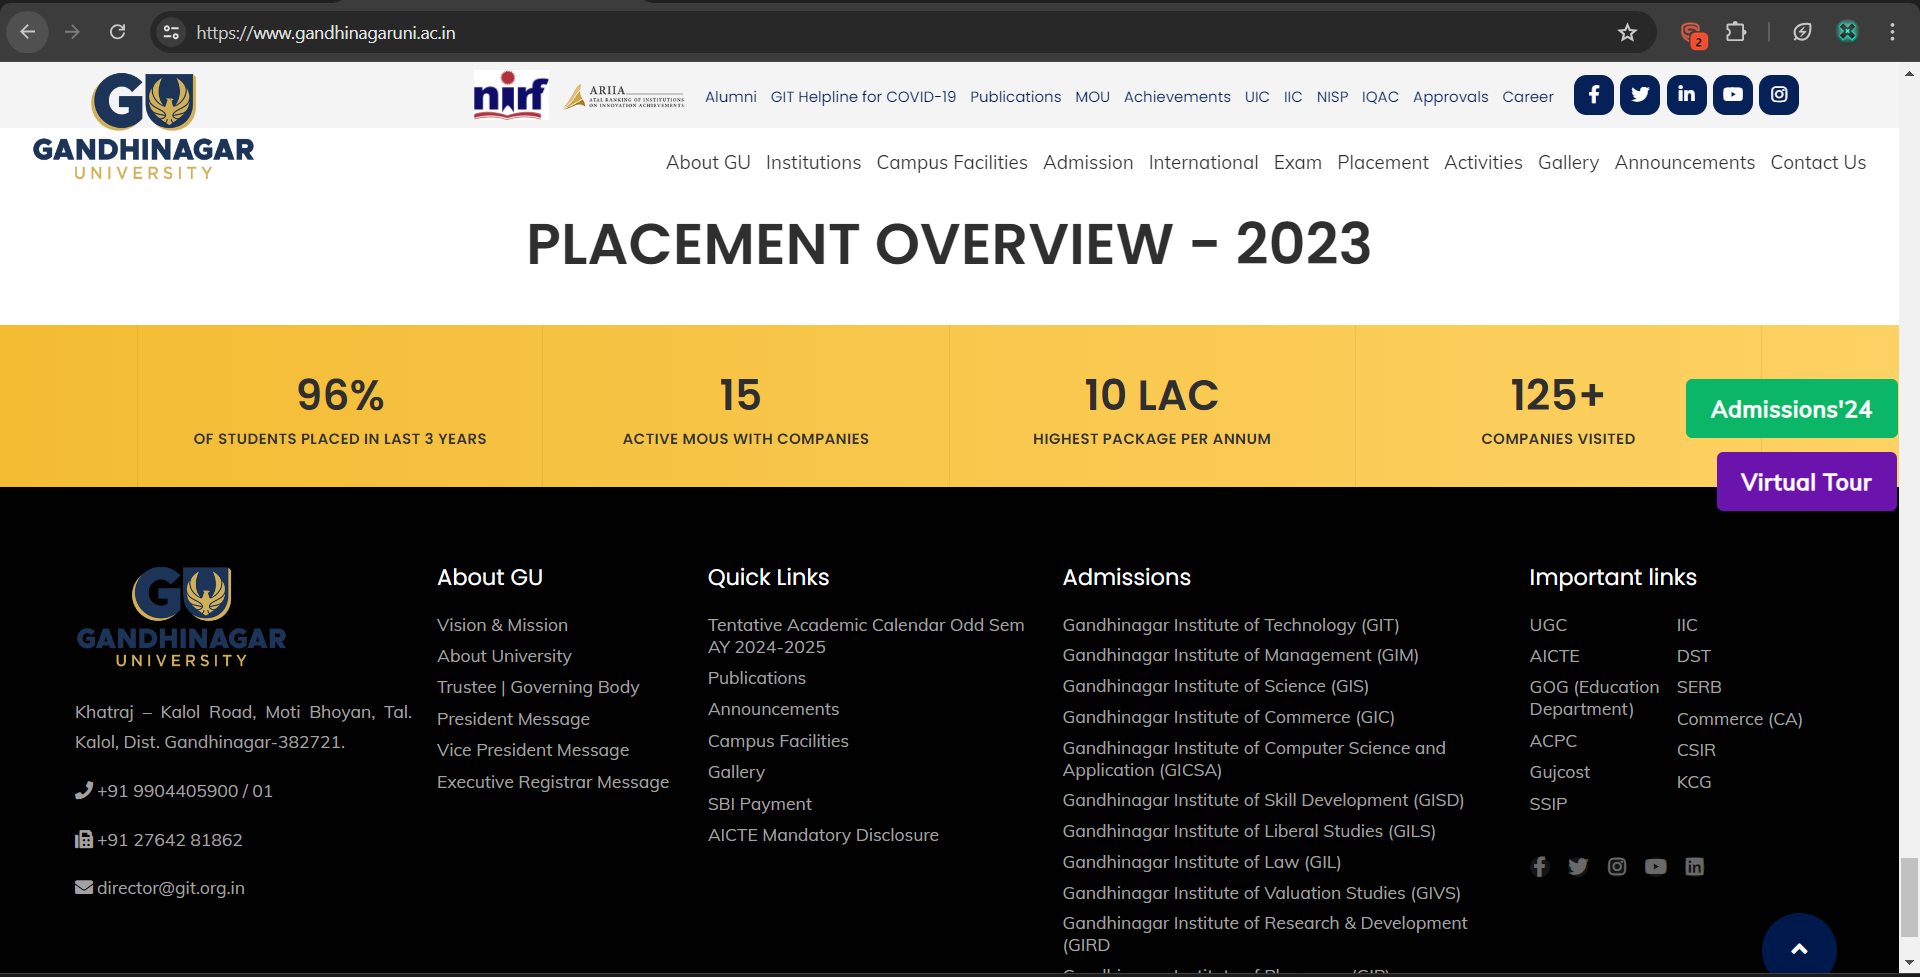 https://www.gandhinagaruni.ac.in
2
GU
GANDHINAGAR
UNIVERSITY
nirf
ARIIA
ATAL RANKING OF INSTITUTIONS
ON INNOVATION ACHIEVEMENTS
Alumni GIT Helpline for COVID-19 Publications MOU Achievements UIC IIC NISP IQAC Approvals Career
About GU Institutions Campus Facilities Admission International Exam Placement Activities Gallery Announcements Contact Us
PLACEMENT OVERVIEW - 2023
96%
OF STUDENTS PLACED IN LAST 3 YEARS
15
ACTIVE MOUS WITH COMPANIES
10 LAC
HIGHEST PACKAGE PER ANNUM
125+
COMPANIES VISITED
Admissions'24
Virtual Tour
GU
GANDHINAGAR
UNIVERSITY
Khatraj – Kalol Road, Moti Bhoyan, Tal.
Kalol, Dist. Gandhinagar-382721.
+91 9904405900 / 01
+91 27642 81862
director@git.org.in
About GU
Vision & Mission
About University
Trustee | Governing Body
President Message
Vice President Message
Executive Registrar Message
Quick Links
Tentative Academic Calendar Odd Sem
AY 2024-2025
Publications
Announcements
Campus Facilities
Gallery
SBI Payment
AICTE Mandatory Disclosure
Admissions
Gandhinagar Institute of Technology (GIT)
Gandhinagar Institute of Management (GIM)
Gandhinagar Institute of Science (GIS)
Gandhinagar Institute of Commerce (GIC)
Gandhinagar Institute of Computer Science and
Application (GICSA)
Gandhinagar Institute of Skill Development (GISD)
Gandhinagar Institute of Liberal Studies (GILS)
Gandhinagar Institute of Law (GIL)
Gandhinagar Institute of Valuation Studies (GIVS)
Gandhinagar Institute of Research & Development
(GIRD
Important links
UGC
AICTE
GOG (Education
Department)
ACPC
Gujcost
SSIP
IIC
DST
SERB
Commerce (CA)
CSIR
KCG